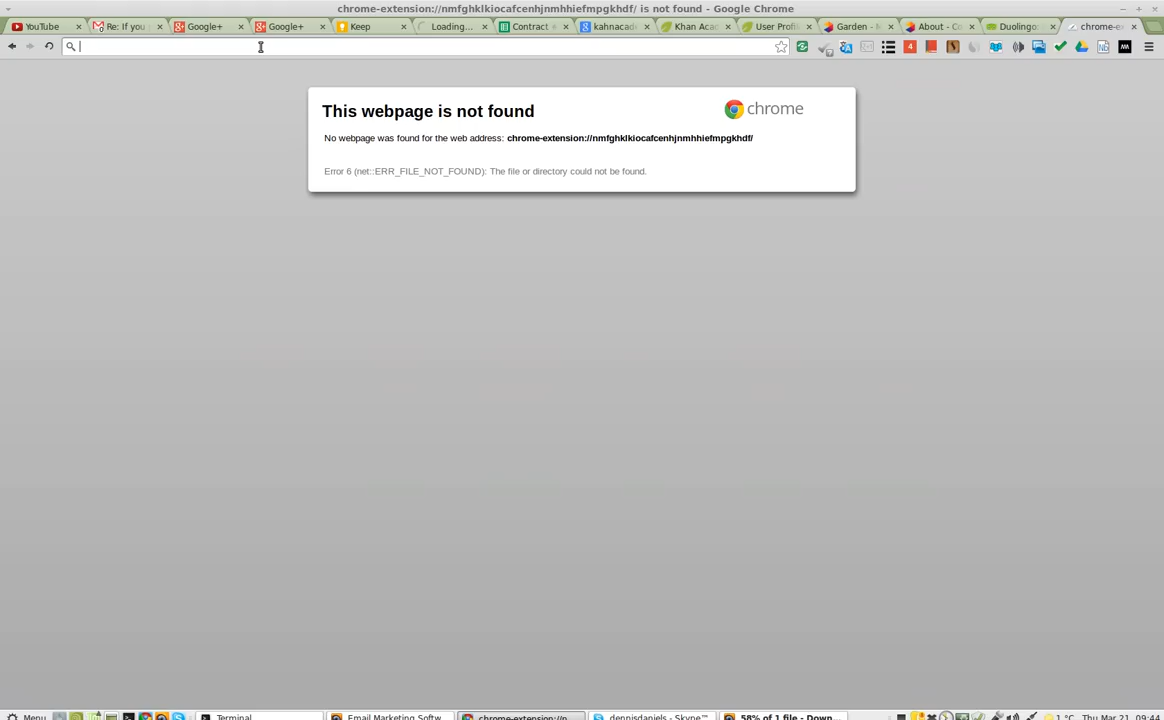 chrome-extension://nmfghklkiocafcenhjnmhhiefmpgkhdf/ is not found - Google Chrome
YouTube
Re: If you
Google+
Google+
Keep
Loading...
Contract
kahnacad
Khan Acad
User Profil
Garden -
About - C
Duolingo
chrome-ex
4
This webpage is not found
chrome
No webpage was found for the web address: chrome-extension://nmfghklkiocafcenhjnmhhiefmpgkhdf/
Error 6 (net::ERR_FILE_NOT_FOUND): The file or directory could not be found.
Menu
Terminal
Email Marketing Softw...
chrome-extension://n...
dennisdaniels - Skype™
58% of 1 file - Down...
1 °C
Thu Mar 21, 09:44